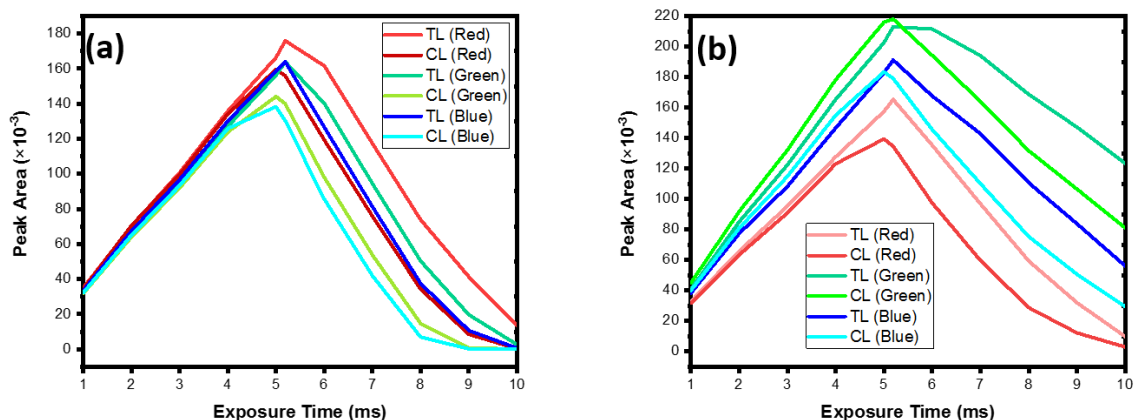 (a)
Peak Area (×10⁻³)
180
160
140
120
100
80
60
40
20
0
1 2 3 4 5 6 7 8 9 10
Exposure Time (ms)
TL (Red)
CL (Red)
TL (Green)
CL (Green)
TL (Blue)
CL (Blue)
(b)
Peak Area (×10⁻³)
220
200
180
160
140
120
100
80
60
40
20
0
1 2 3 4 5 6 7 8 9 10
Exposure Time (ms)
TL (Red)
CL (Red)
TL (Green)
CL (Green)
TL (Blue)
CL (Blue)